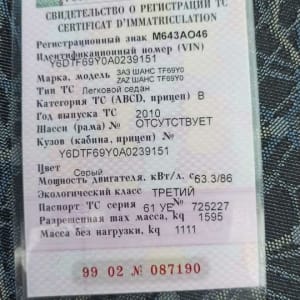 СВИДЕТЕЛЬСТВО О РЕГИСТРАЦИИ ТС
CERTIFICAT D'IMMATRICULATION
Регистрационный знак М643АО46
Идентификационный номер (VIN)
Y6DTF69Y0A0239151
Марка, модель ЗАЗ ШАНС TF69Y0
ZAZ ШАНС TF69Y0
Тип ТС Легковой седан
Категория ТС (ABCD, прицеп) B
Год выпуска ТС 2010
Шасси (рама) № ОТСУТСТВУЕТ
Кузов (кабина, прицеп) №
Y6DTF69Y0A0239151
Цвет Серый
Мощность двигателя, кВт/л. с 63.3/86
Экологический класс ТРЕТИЙ
Паспорт ТС серия 61 УЕ № 725227
Разрешенная max масса, kg 1595
Масса без нагрузки, kg 1111
99 02 № 087190